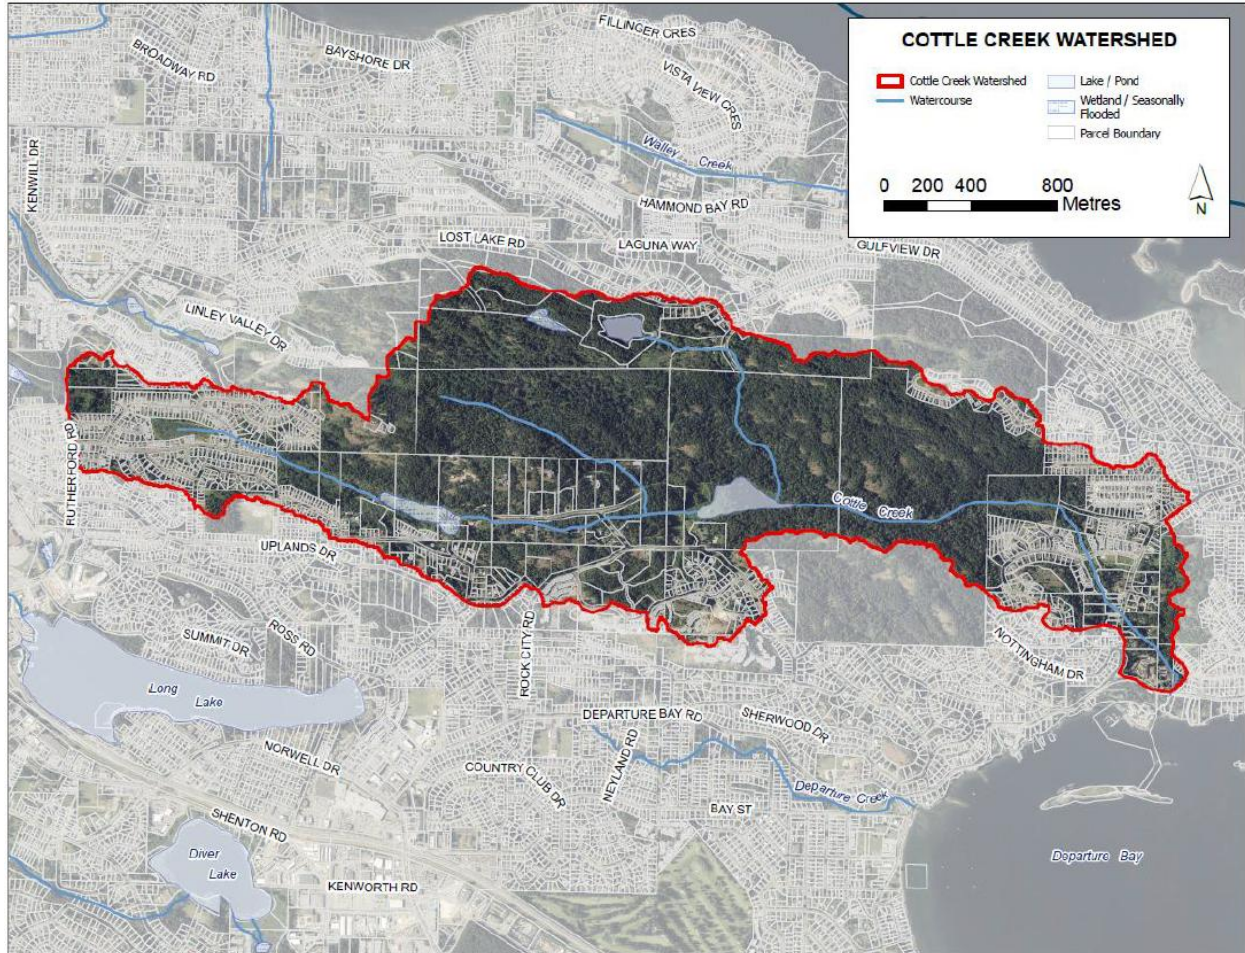 COTTLE CREEK WATERSHED
Cottle Creek Watershed
Watercourse
Lake / Pond
Wetland / Seasonally
Flooded
Parcel Boundary
0 200 400 800
Metres
N
FILLINGER CRES
BAYSHORE DR
BROADWAY RD
VISTA VIEW CRES
Walley Creek
KENWILL DR
HAMMOND BAY RD
LOST LAKE RD
LAGUNA WAY
GULFVIEW DR
LINLEY VALLEY DR
RUTHERFORD RD
Cottle Creek
UPLANDS DR
ROSS RD
SUMMIT DR
ROCK CITY RD
NOTTINGHAM DR
Long
Lake
DEPARTURE BAY RD
SHERWOOD DR
NORWELL DR
NEYLAND RD
COUNTRY CLUB DR
Departure Creek
BAY ST
SHENTON RD
Diver
Lake
Departure Bay
KENWORTH RD